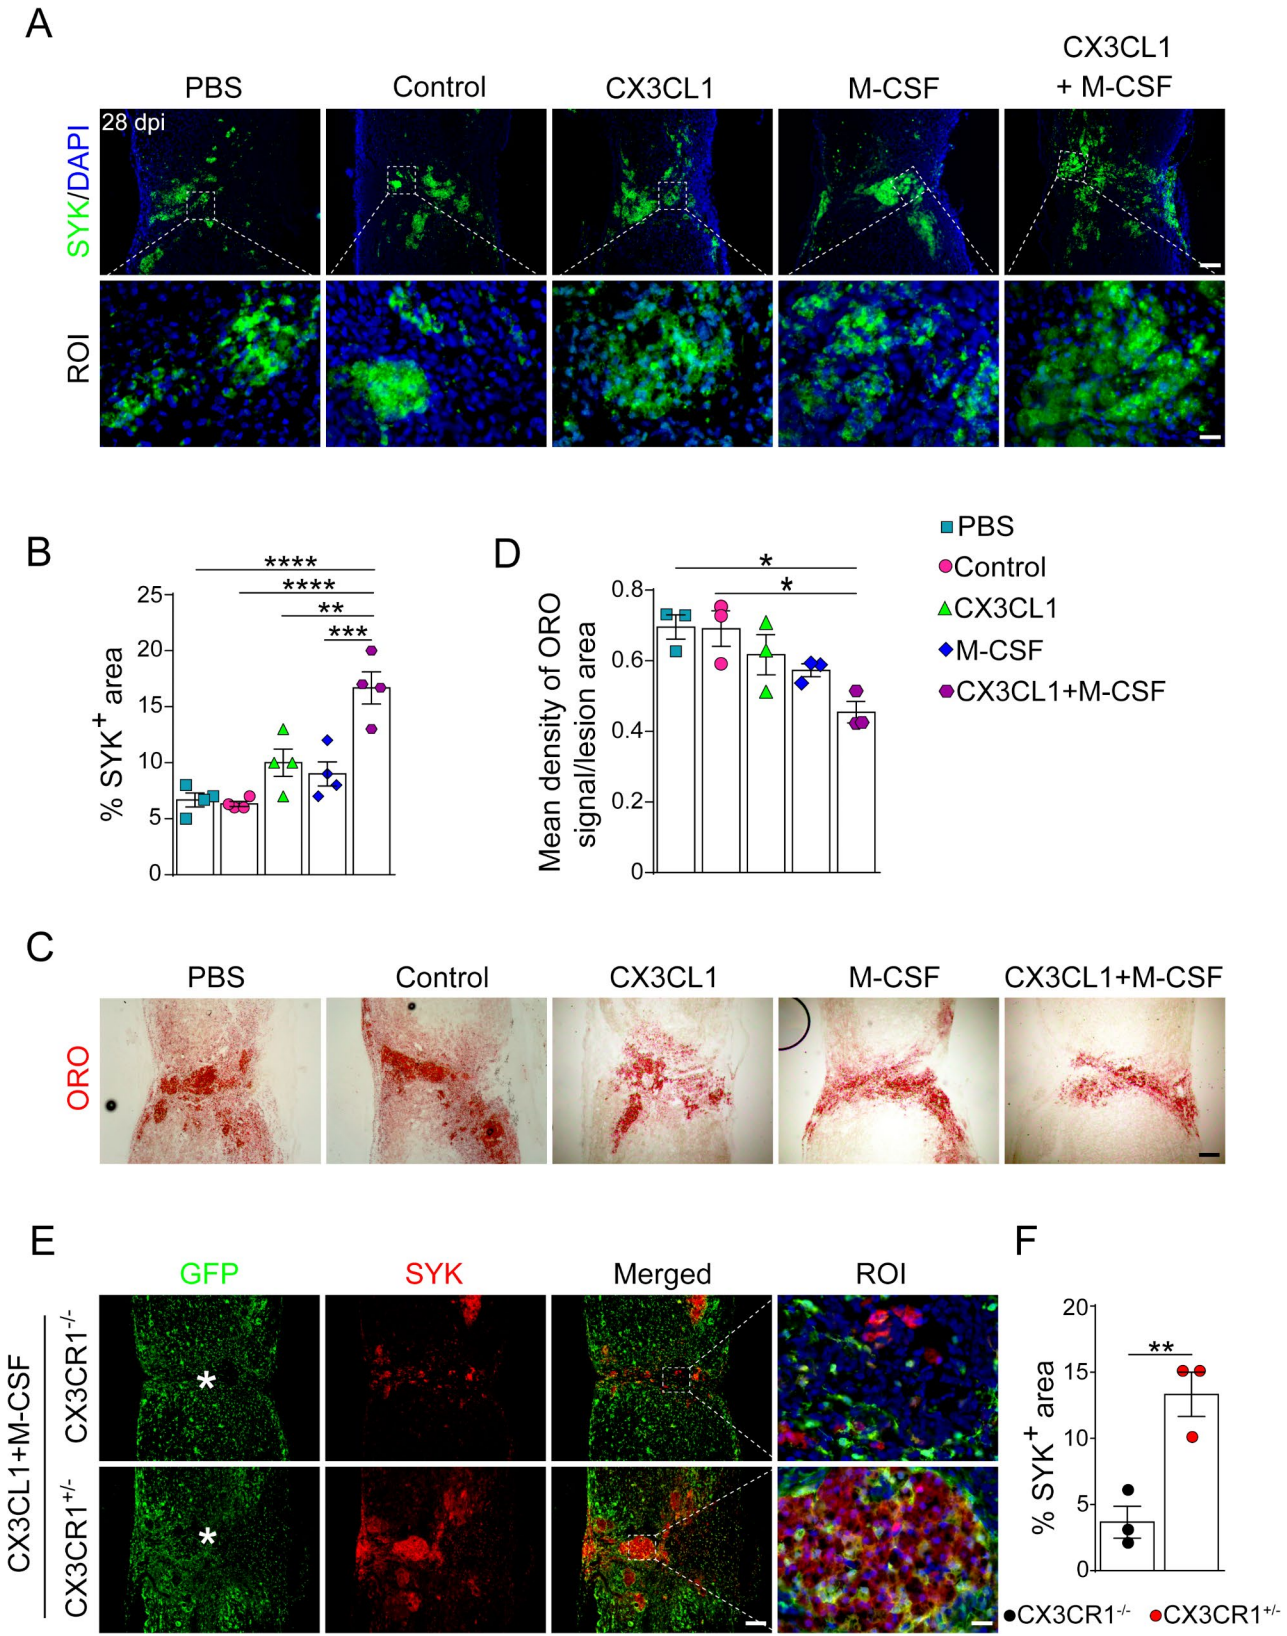 A
PBS
Control
CX3CL1
M-CSF
CX3CL1
+ M-CSF
SYK/DAPI
28 dpi
ROI
B
% SYK+ area
25
20
15
10
5
0
****
****
**
***
D
Mean density of ORO
signal/lesion area
0.8
0.6
0.4
0.2
0
*
*
PBS
Control
CX3CL1
M-CSF
CX3CL1+M-CSF
C
PBS
Control
CX3CL1
M-CSF
CX3CL1+M-CSF
ORO
E
GFP
SYK
Merged
ROI
CX3CL1+M-CSF
CX3CR1-/-
CX3CR1+/-
*
*
F
% SYK+ area
20
15
10
5
0
**
CX3CR1-/-
CX3CR1+/-